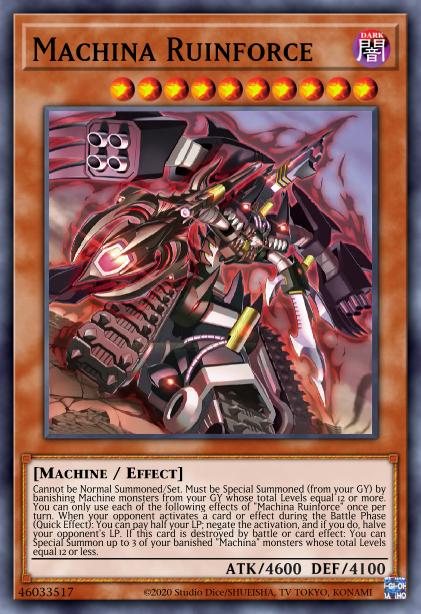 MACHINA RUINFORCE
DARK
闇
[MACHINE / EFFECT]
Cannot be Normal Summoned/Set. Must be Special Summoned (from your GY) by
banishing Machine monsters from your GY whose total Levels equal 12 or more.
You can only use each of the following effects of "Machina Ruinforce" once per
turn. When your opponent activates a card or effect during the Battle Phase
(Quick Effect): You can pay half your LP; negate the activation, and if you do, halve
your opponent's LP. If this card is destroyed by battle or card effect: You can
Special Summon up to 3 of your banished "Machina" monsters whose total Levels
equal 12 or less.
ATK/4600 DEF/4100
46033517
©2020 Studio Dice/SHUEISHA, TV TOKYO, KONAMI